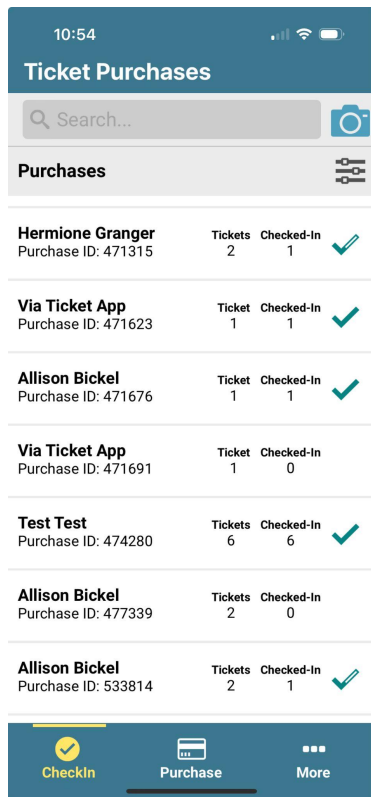 10:54
Ticket Purchases
Search...
Purchases
Hermione Granger Tickets Checked-In
Purchase ID: 471315 2 1
Via Ticket App Ticket Checked-In
Purchase ID: 471623 1 1
Allison Bickel Ticket Checked-In
Purchase ID: 471676 1 1
Via Ticket App Ticket Checked-In
Purchase ID: 471691 1 0
Test Test Tickets Checked-In
Purchase ID: 474280 6 6
Allison Bickel Tickets Checked-In
Purchase ID: 477339 2 0
Allison Bickel Tickets Checked-In
Purchase ID: 533814 2 1
CheckIn Purchase More